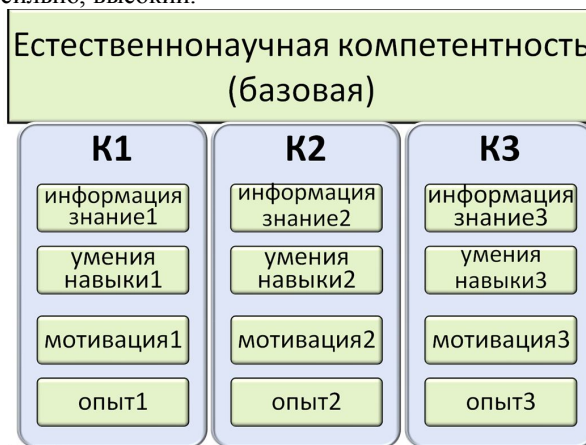 Естественнонаучная компетентность
(базовая)
К1
К2
К3
информация
знание1
информация
знание2
информация
знание3
умения
навыки1
умения
навыки2
умения
навыки3
мотивация1
мотивация2
мотивация3
опыт1
опыт2
опыт3